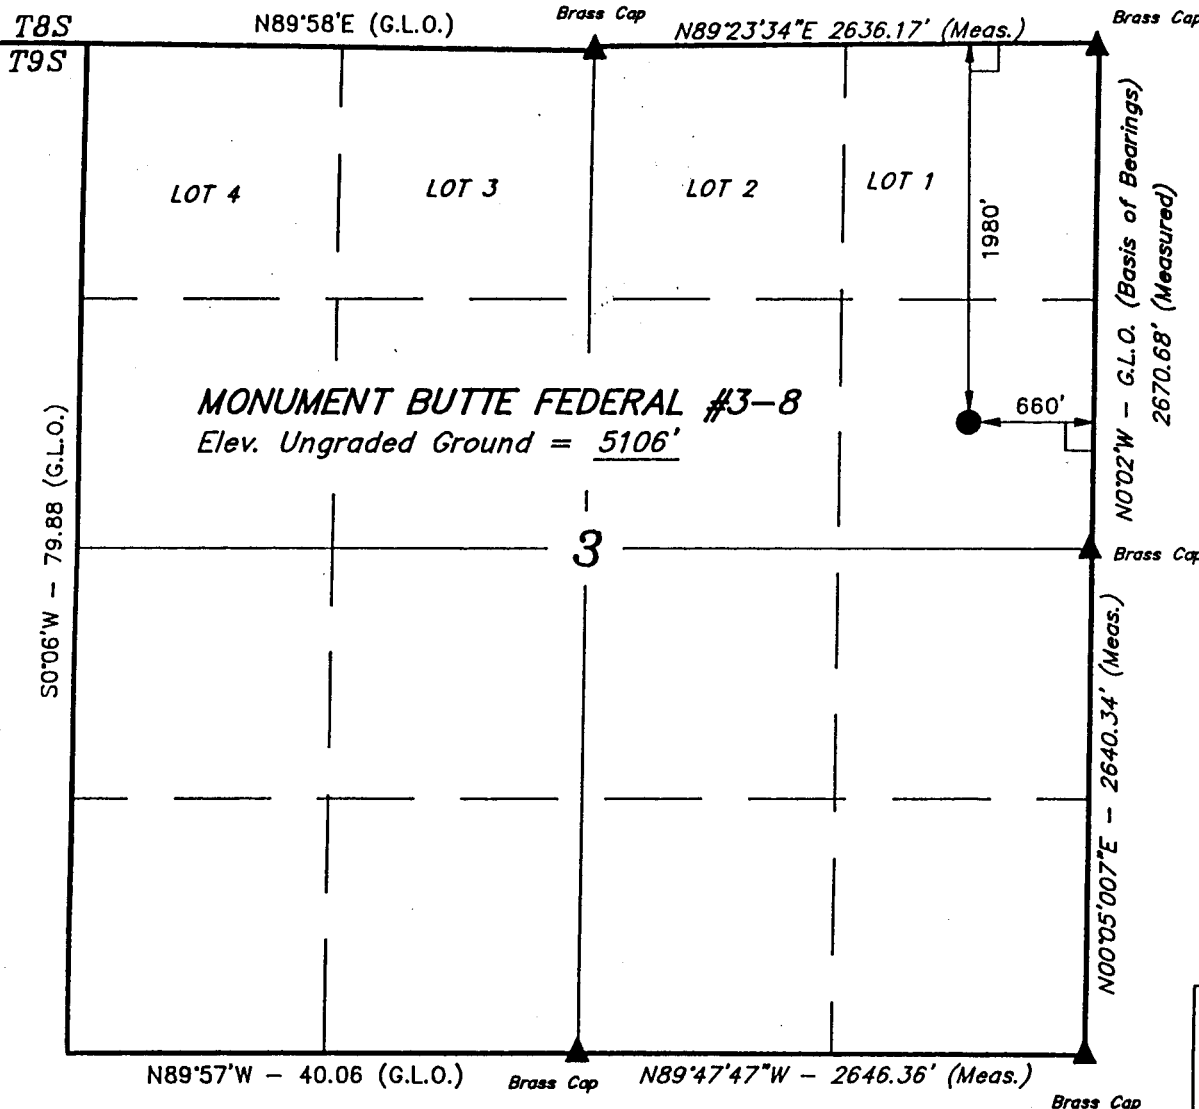 T8S
N89°58'E (G.L.O.)
Brass Cap
N89°23'34"E 2636.17' (Meas.)
Brass Cap
T9S
LOT 4
LOT 3
LOT 2
LOT 1
1980'
N0°02'W - G.L.O. (Basis of Bearings)
2670.68' (Measured)
MONUMENT BUTTE FEDERAL #3-8
Elev. Ungraded Ground = 5106'
660'
S0°06'W - 79.88 (G.L.O.)
3
Brass Cap
N00°05'007"E - 2640.34' (Meas.)
N89°57'W - 40.06 (G.L.O.)
Brass Cap
N89°47'47"W - 2646.36' (Meas.)
Brass Cap